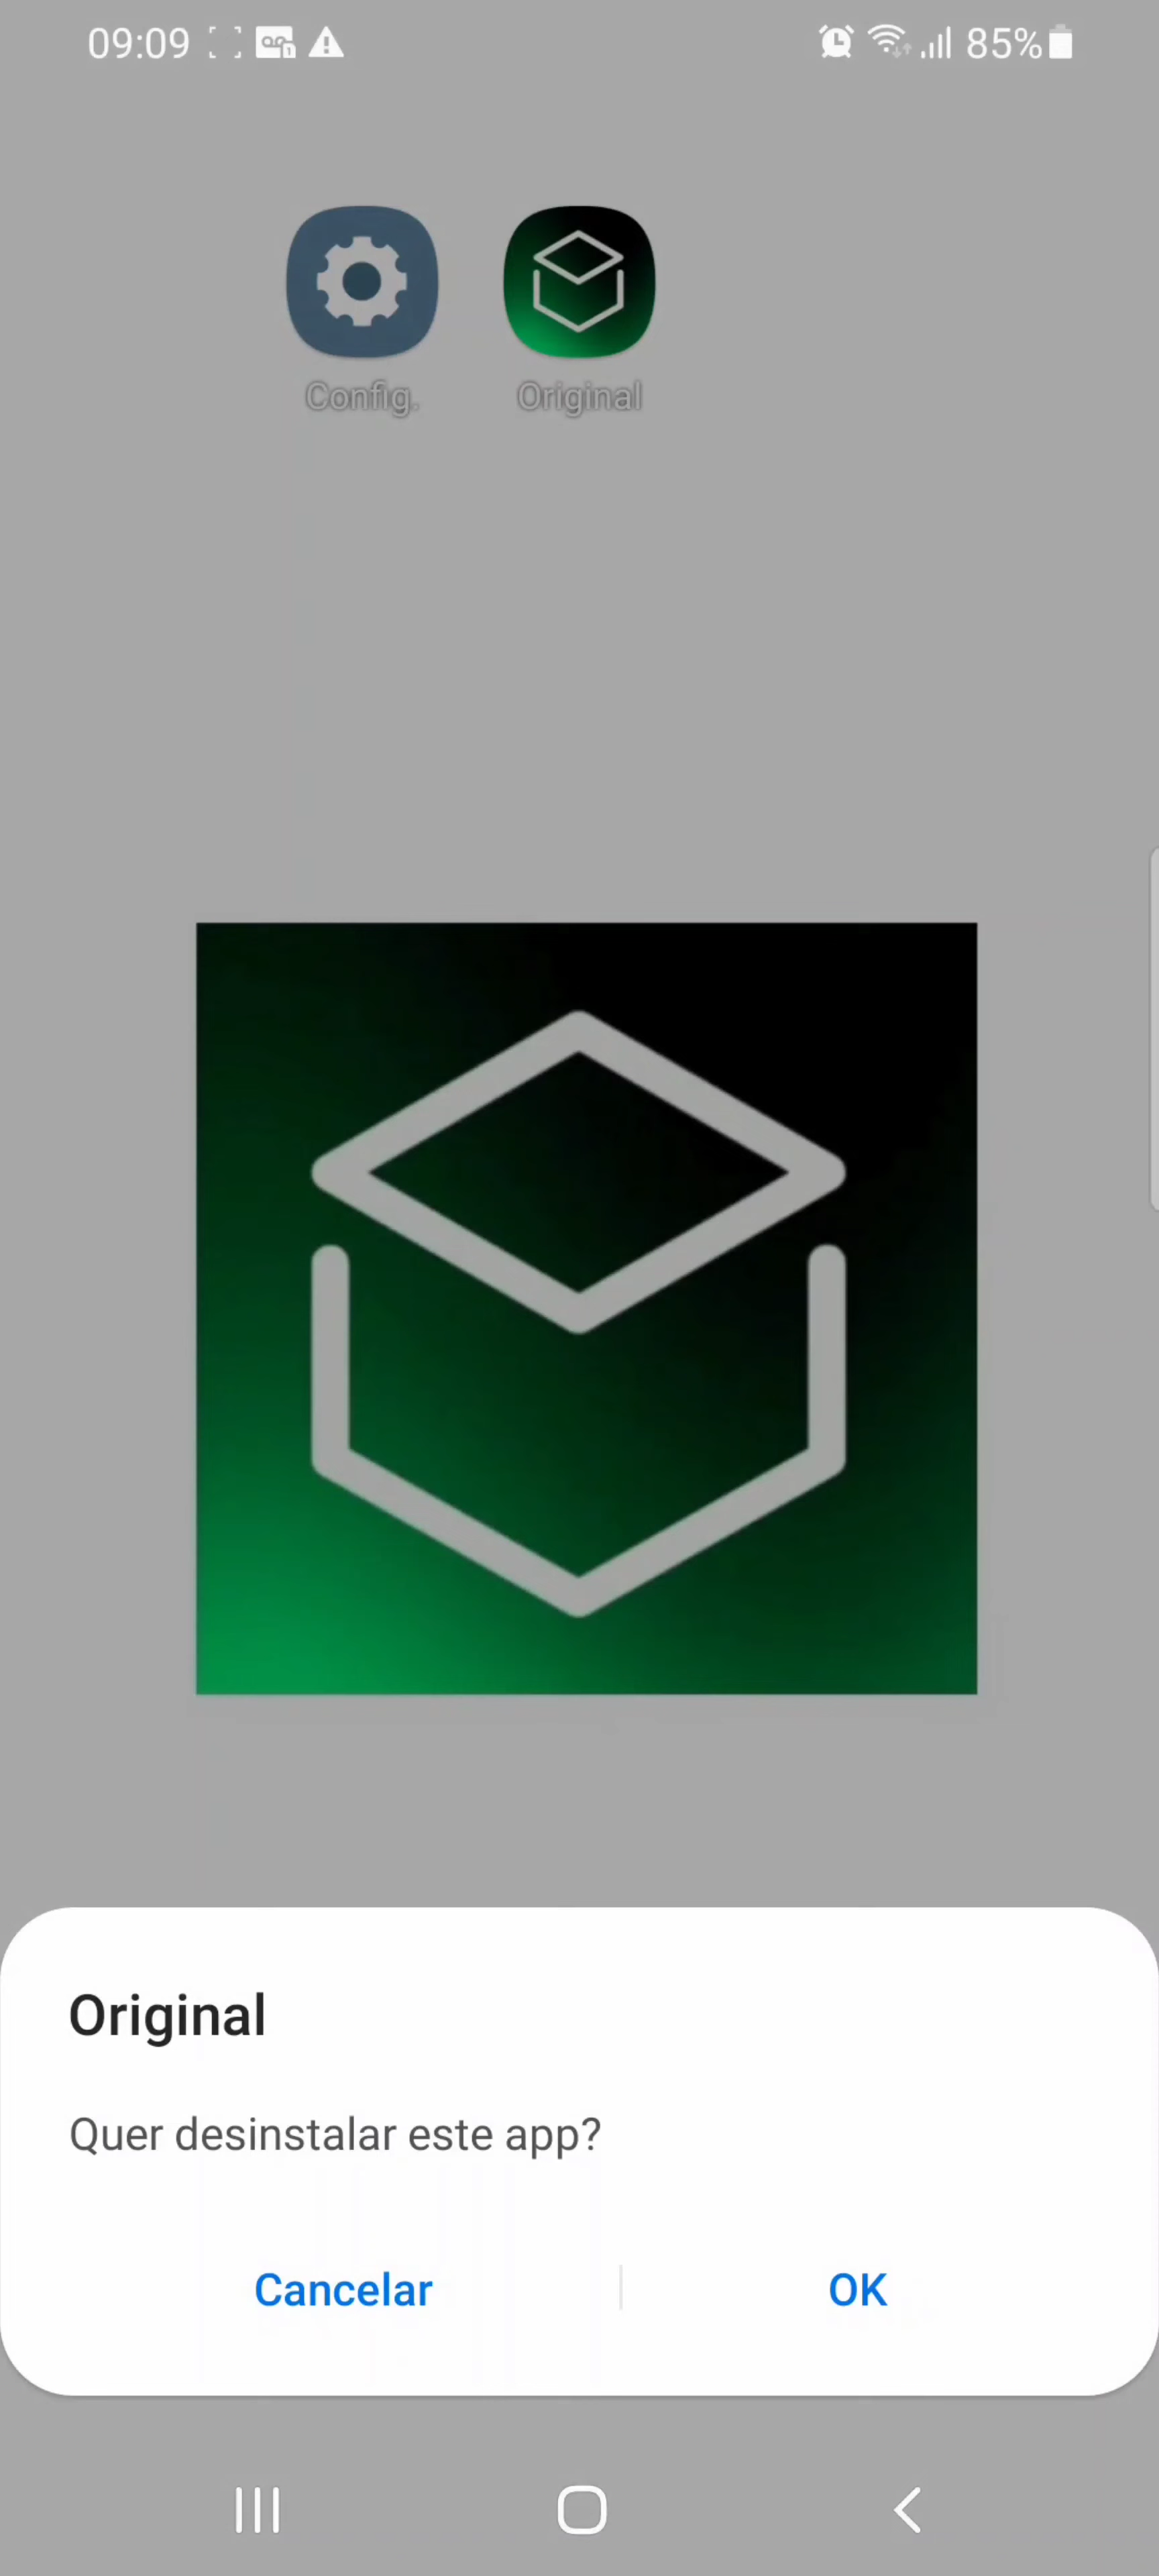 09:09 85%
Config. Original
Original
Quer desinstalar este app?
Cancelar OK